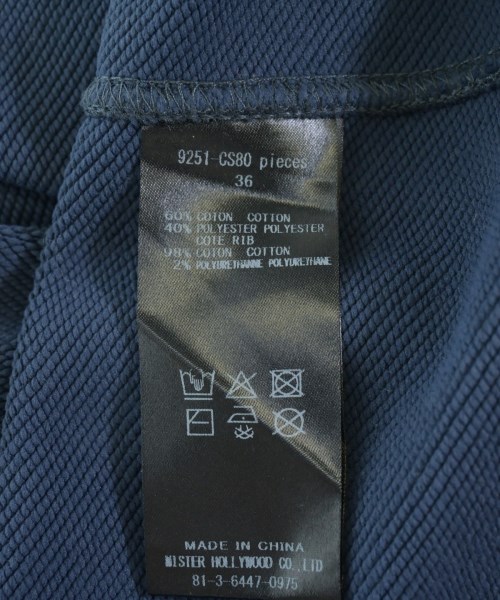 9251-CS80 pieces
36
60% COTON COTTON
40% POLYESTER POLYESTER
COTE RIB
98% COTON COTTON
2% POLYURETHANNE POLYURETHANE
MADE IN CHINA
MISTER HOLLYWOOD CO.,LTD
81-3-6447-0975